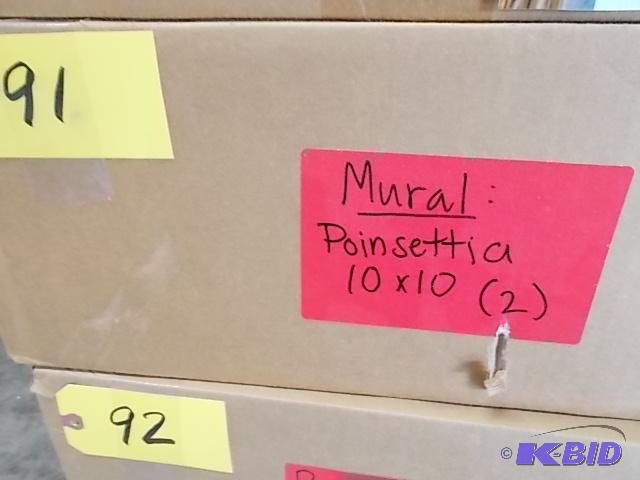 91
Mural:
Poinsettia
10x10 (2)
92
© K-BID